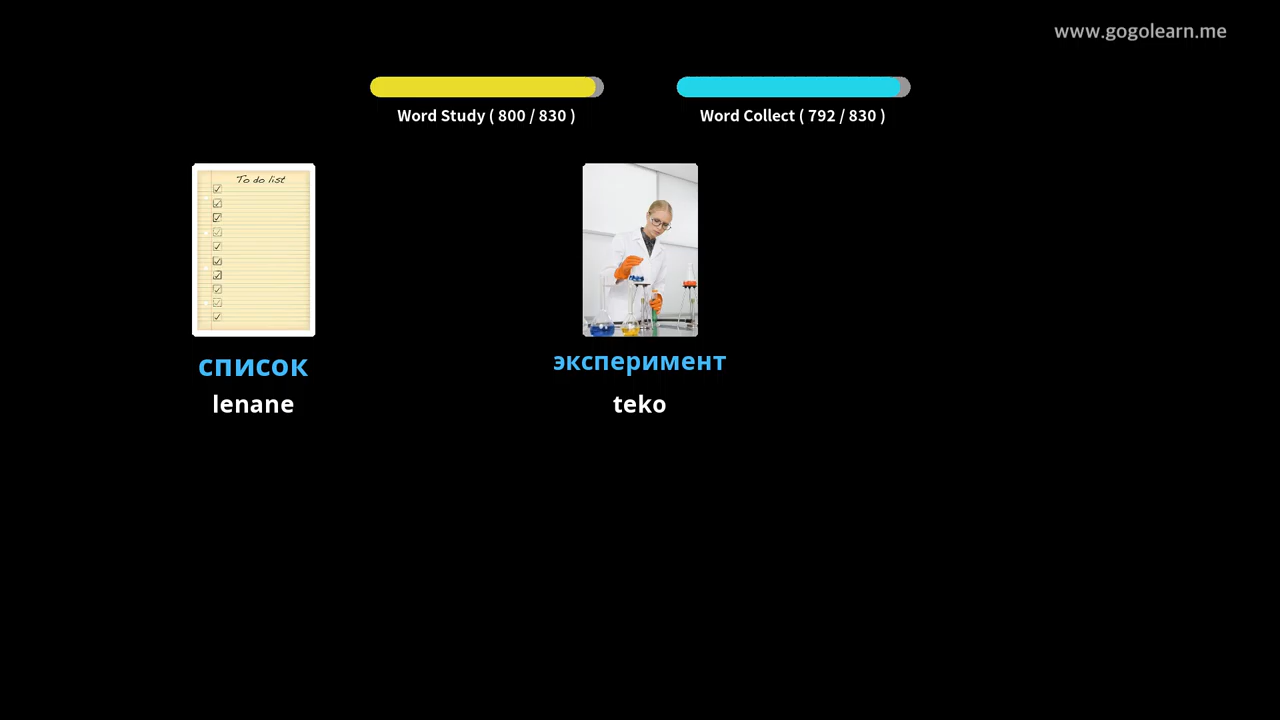 www.gogolearn.me
Word Study ( 800 / 830 )
Word Collect ( 792 / 830 )
To do list
список
эксперимент
lenane
teko